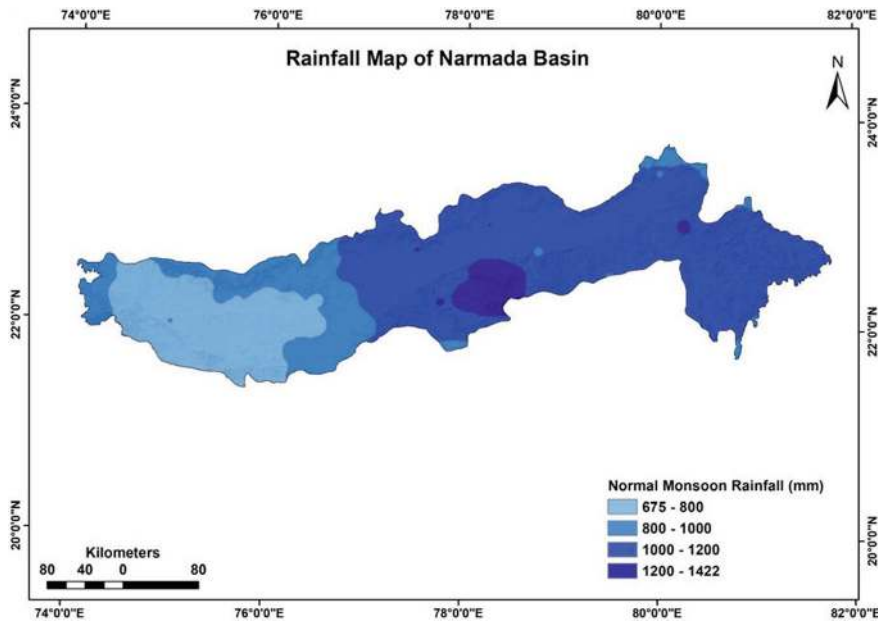 74°0'0"E 76°0'0"E 78°0'0"E 80°0'0"E 82°0'0"E
Rainfall Map of Narmada Basin
N
24°0'0"N
24°0'0"N
22°0'0"N
22°0'0"N
20°0'0"N
20°0'0"N
Normal Monsoon Rainfall (mm)
675 - 800
800 - 1000
1000 - 1200
1200 - 1422
Kilometers
80 40 0 80
74°0'0"E 76°0'0"E 78°0'0"E 80°0'0"E 82°0'0"E